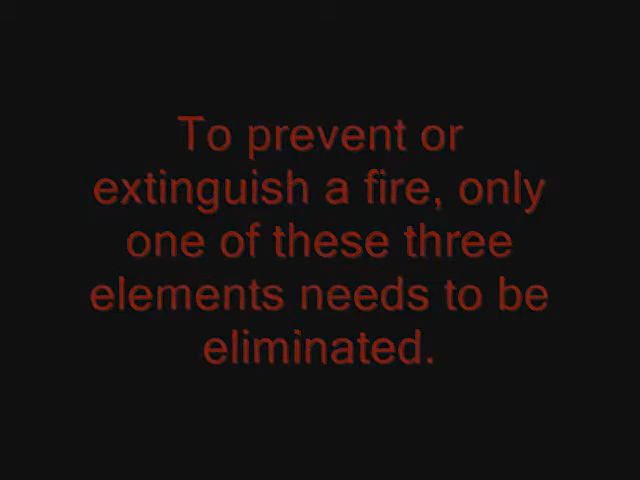 To prevent or
extinguish a fire, only
one of these three
elements needs to be
eliminated.